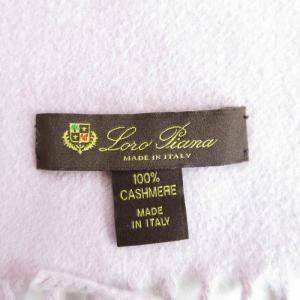 Loro Piana
MADE IN ITALY
100%
CASHMERE
MADE
IN ITALY